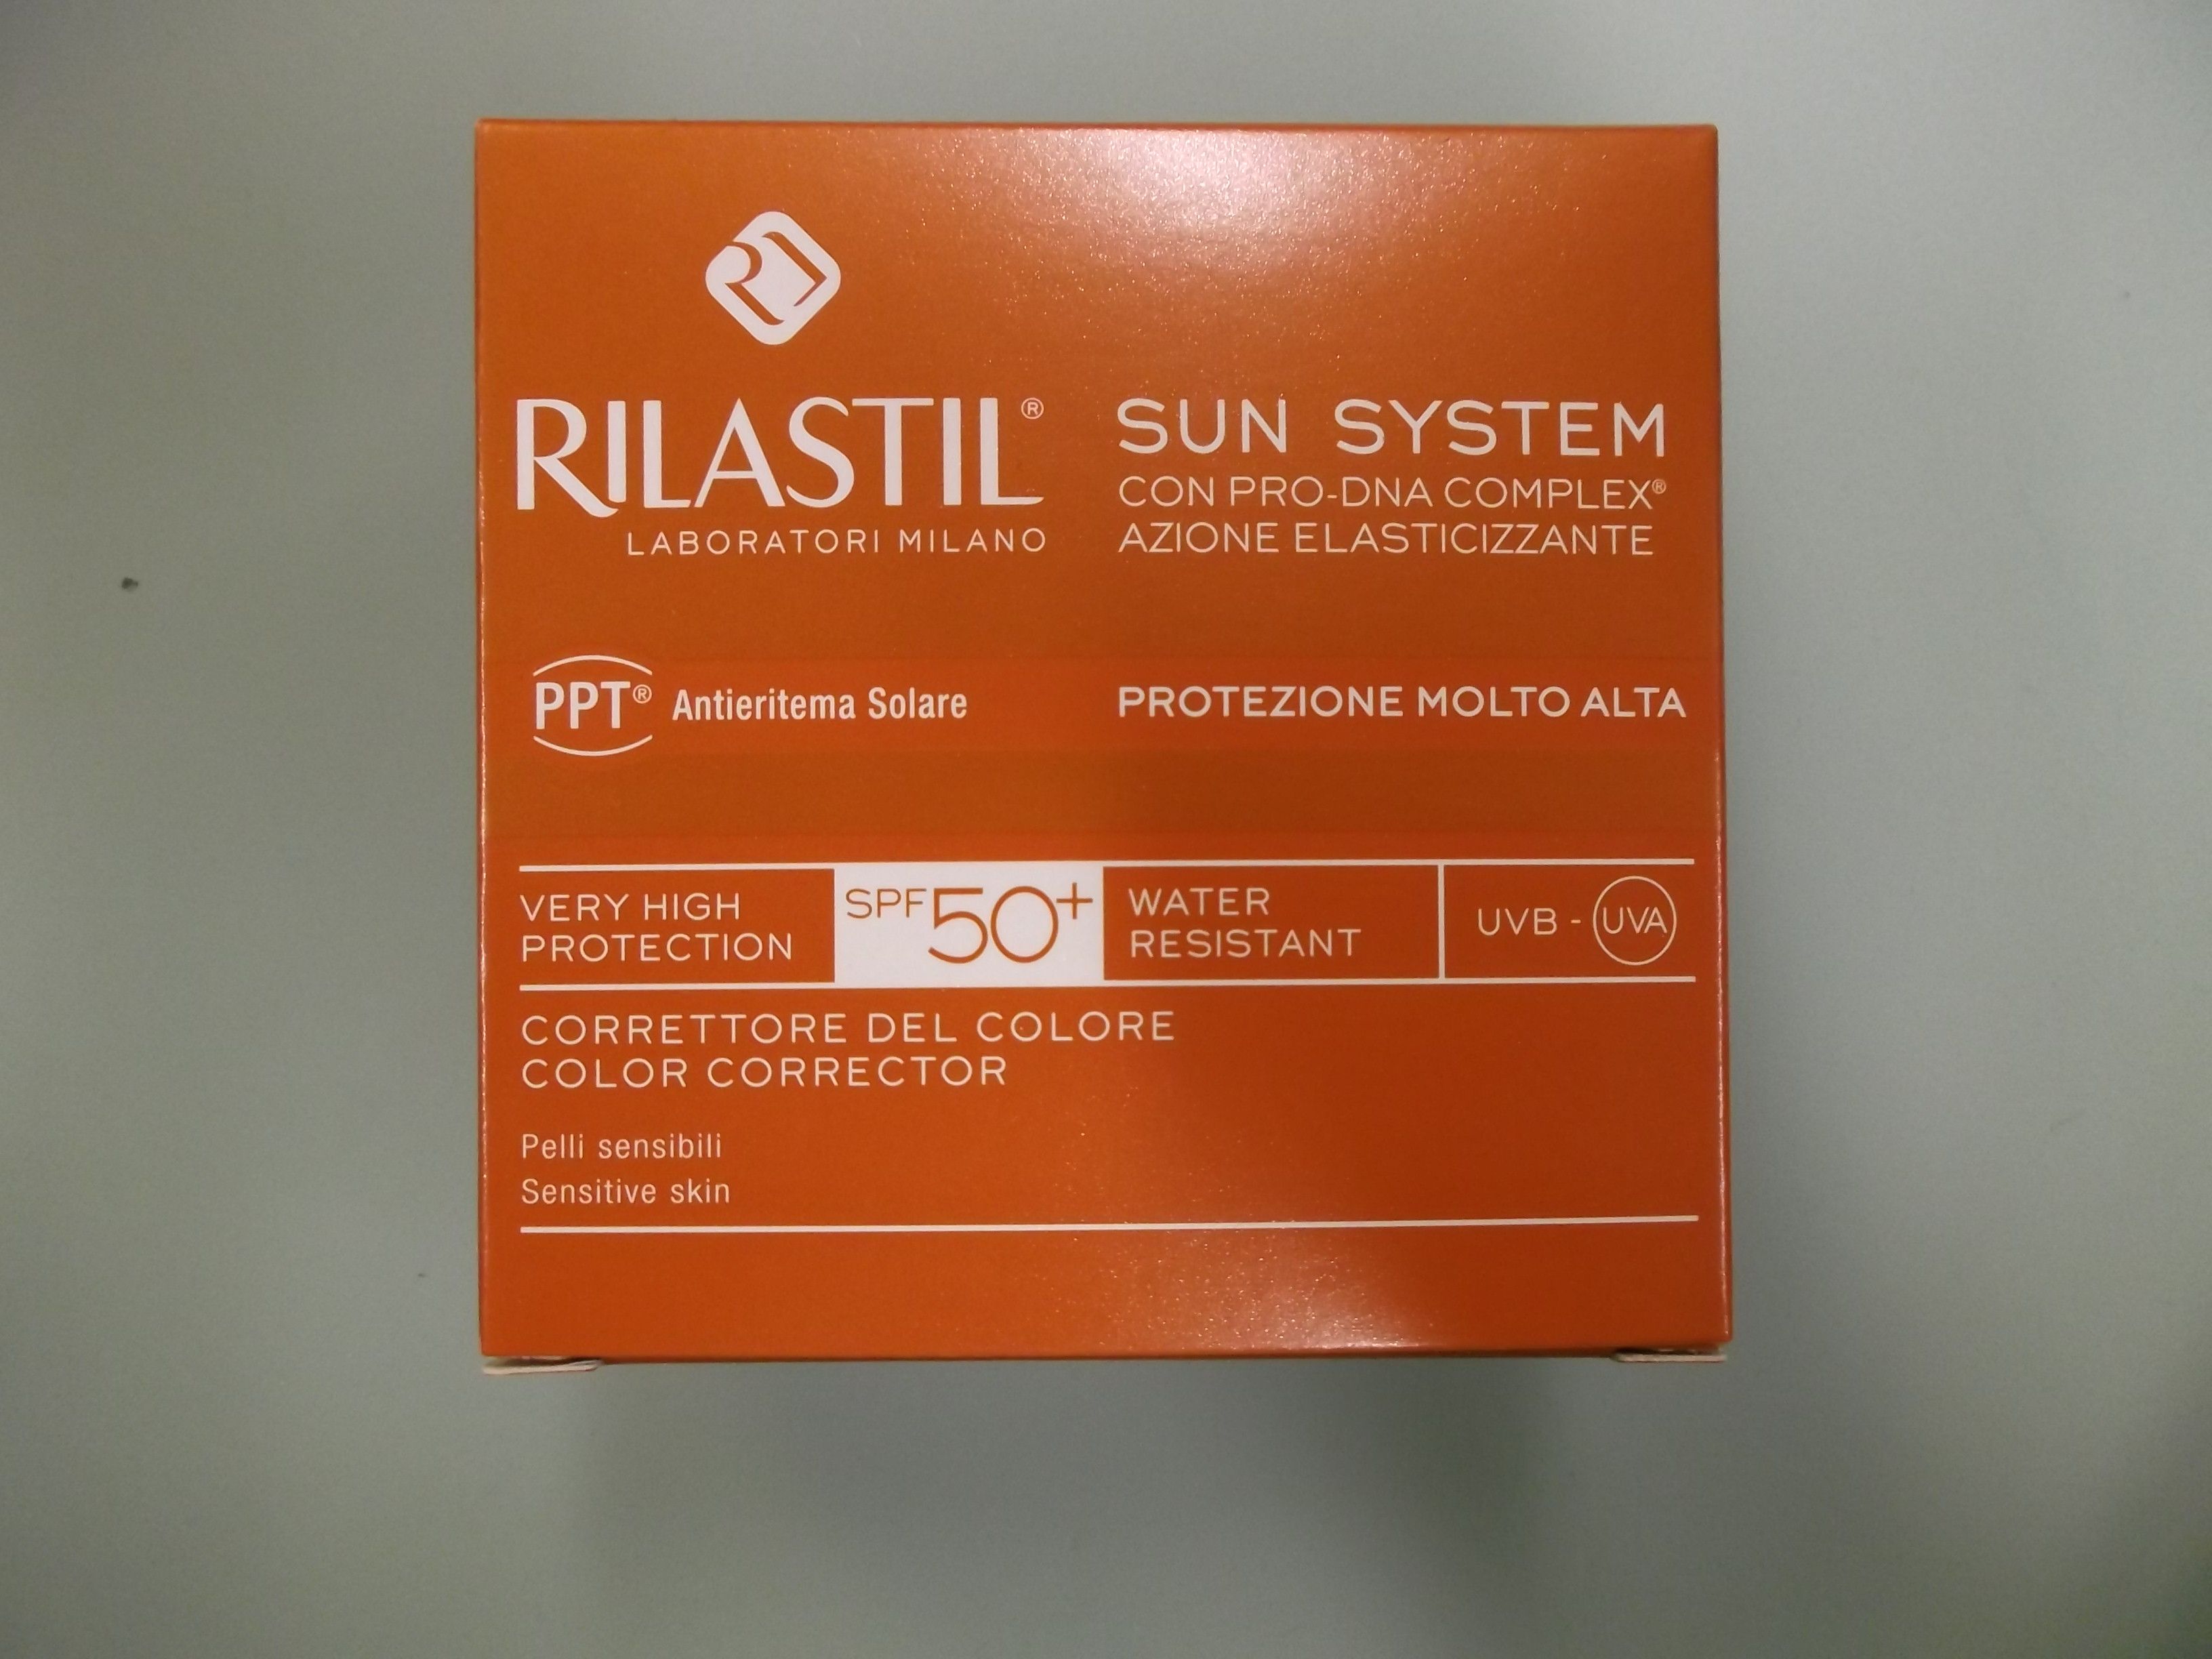 RILASTIL®
LABORATORI MILANO
SUN SYSTEM
CON PRO-DNA COMPLEX®
AZIONE ELASTICIZZANTE
PPT® Antieritema Solare
PROTEZIONE MOLTO ALTA
VERY HIGH
PROTECTION
SPF 50+
WATER
RESISTANT
UVB - UVA
CORRETTORE DEL COLORE
COLOR CORRECTOR
Pelli sensibili
Sensitive skin